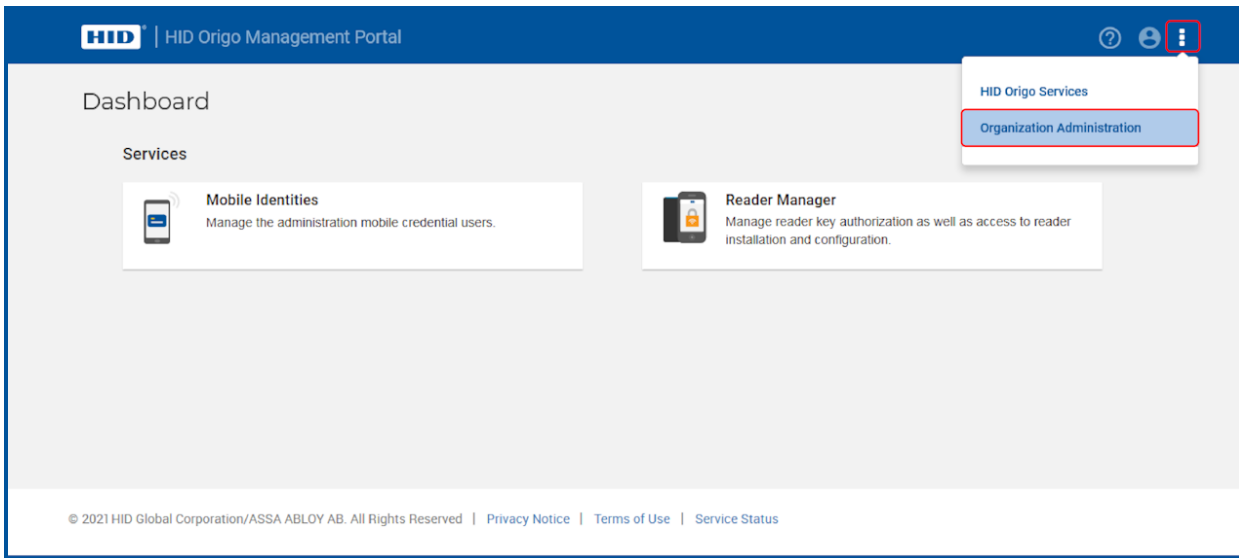 HID | HID Origo Management Portal
HID Origo Services
Organization Administration
Dashboard
Services
Mobile Identities
Manage the administration mobile credential users.
Reader Manager
Manage reader key authorization as well as access to reader
installation and configuration.
© 2021 HID Global Corporation/ASSA ABLOY AB. All Rights Reserved | Privacy Notice | Terms of Use | Service Status